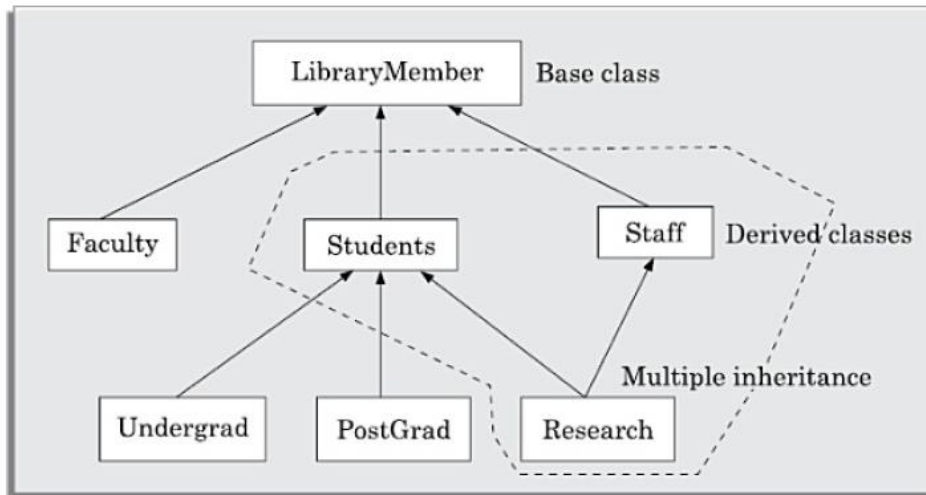 LibraryMember Base class
Faculty Students Staff Derived classes
Multiple inheritance
Undergrad PostGrad Research